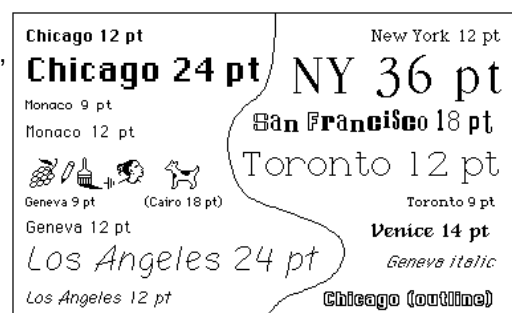 Chicago 12 pt
Chicago 24 pt
Monaco 9 pt
Monaco 12 pt
Geneva 9 pt (Cairo 18 pt)
Geneva 12 pt
Los Angeles 24 pt
Los Angeles 12 pt
New York 12 pt
NY 36 pt
San Francisco 18 pt
Toronto 12 pt
Toronto 9 pt
Venice 14 pt
Geneva italic
Chicago (outline)